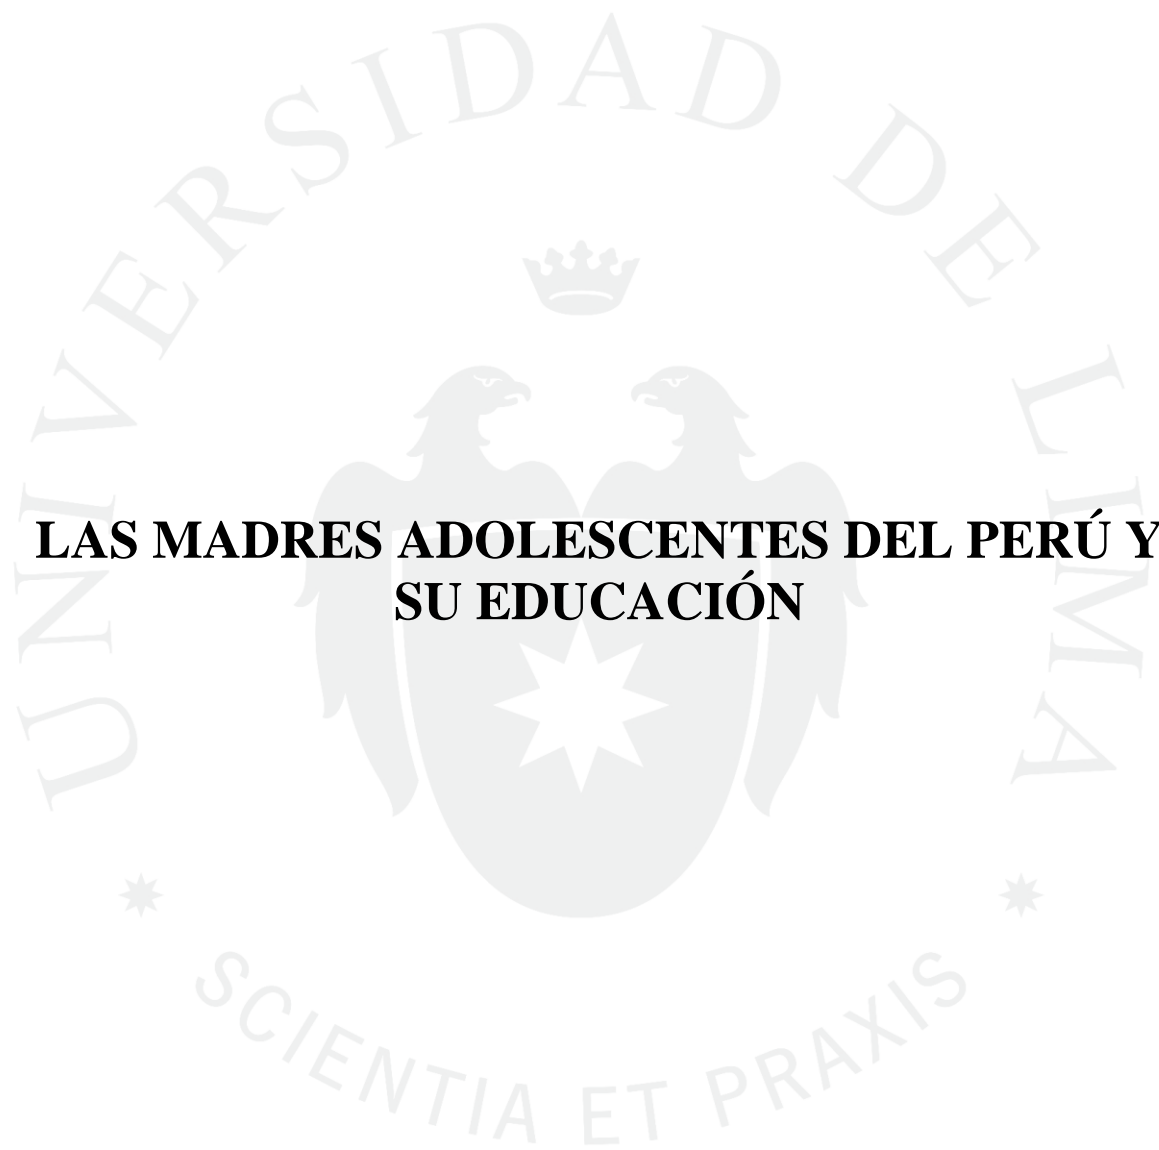 UNIVERSIDAD DE LIMA
LAS MADRES ADOLESCENTES DEL PERÚ Y
SU EDUCACIÓN
SCIENTIA ET PRAXIS